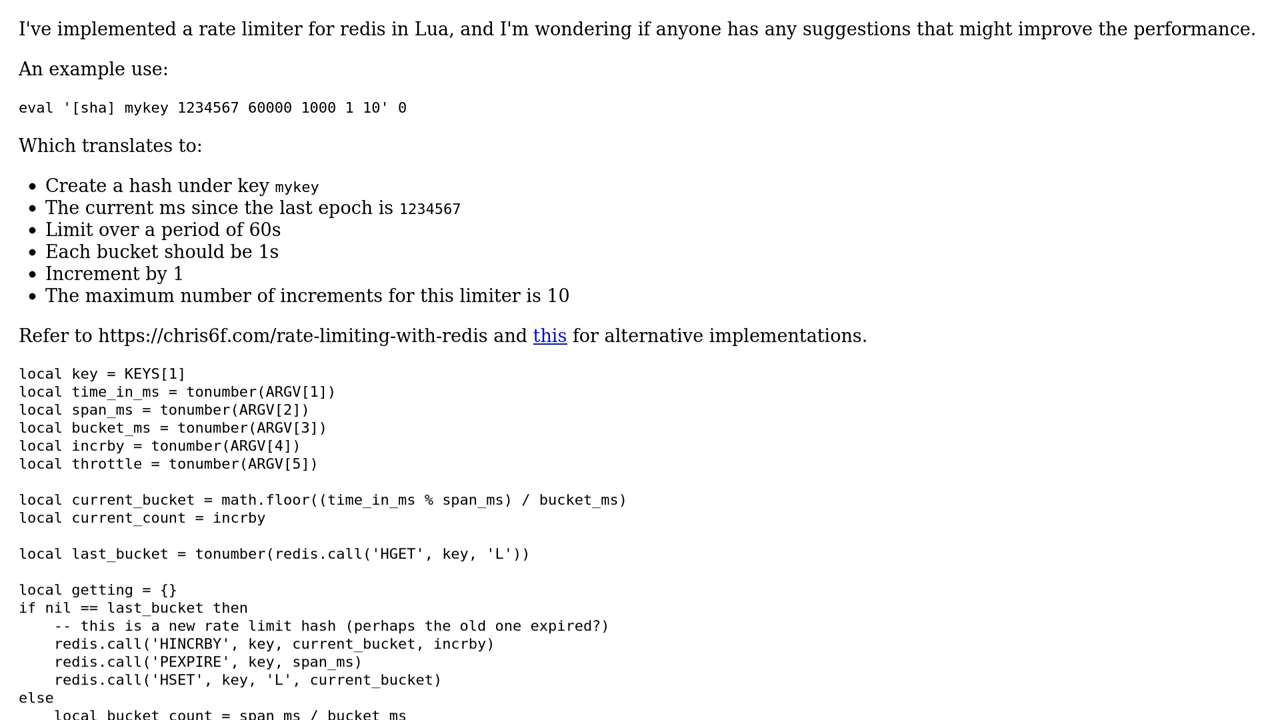 I've implemented a rate limiter for redis in Lua, and I'm wondering if anyone has any suggestions that might improve the performance.
An example use:
eval '[sha] mykey 1234567 60000 1000 1 10' 0
Which translates to:
• Create a hash under key mykey
• The current ms since the last epoch is 1234567
• Limit over a period of 60s
• Each bucket should be 1s
• Increment by 1
• The maximum number of increments for this limiter is 10
Refer to https://chris6f.com/rate-limiting-with-redis and this for alternative implementations.
local key = KEYS[1]
local time_in_ms = tonumber(ARGV[1])
local span_ms = tonumber(ARGV[2])
local bucket_ms = tonumber(ARGV[3])
local incrby = tonumber(ARGV[4])
local throttle = tonumber(ARGV[5])
local current_bucket = math.floor((time_in_ms % span_ms) / bucket_ms)
local current_count = incrby
local last_bucket = tonumber(redis.call('HGET', key, 'L'))
local getting = {}
if nil == last_bucket then
    -- this is a new rate limit hash (perhaps the old one expired?)
    redis.call('HINCRBY', key, current_bucket, incrby)
    redis.call('PEXPIRE', key, span_ms)
    redis.call('HSET', key, 'L', current_bucket)
else
    local bucket_count = span_ms / bucket_ms